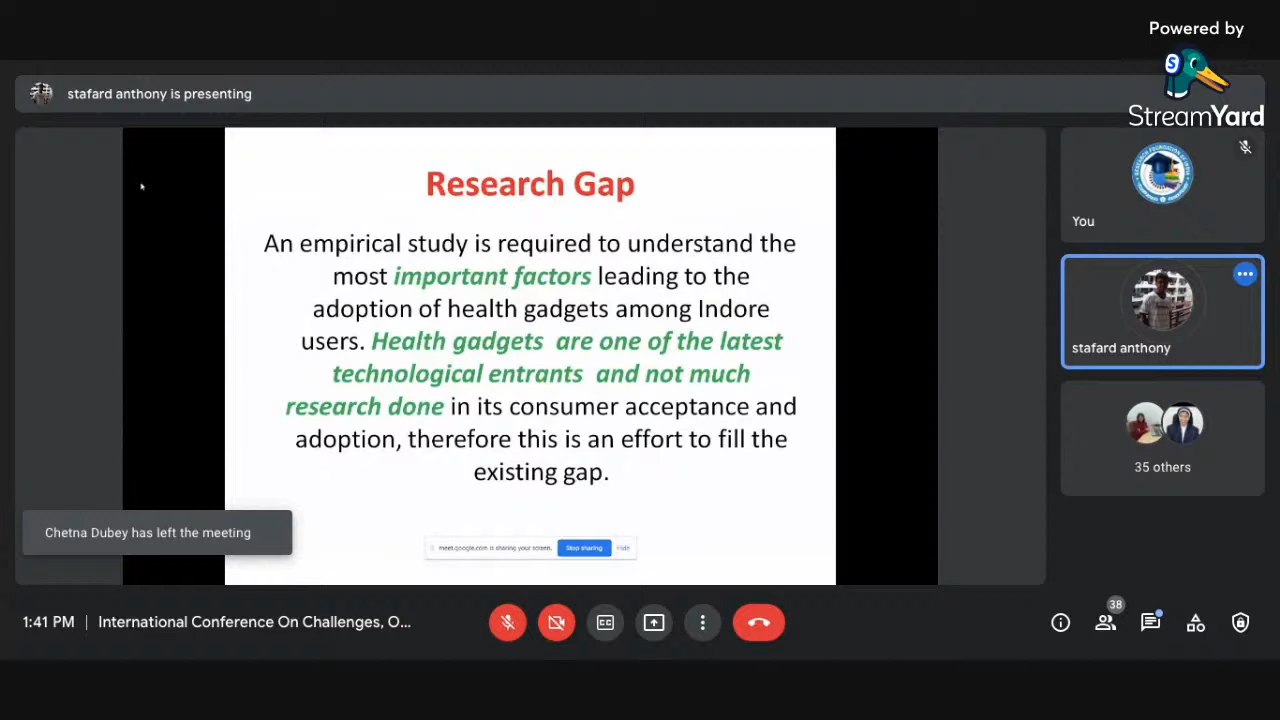 Powered by
StreamYard
stafard anthony is presenting
Research Gap
An empirical study is required to understand the
most important factors leading to the
adoption of health gadgets among Indore
users. Health gadgets are one of the latest
technological entrants and not much
research done in its consumer acceptance and
adoption, therefore this is an effort to fill the
existing gap.
meet.google.com is sharing your screen.
Stop sharing
Hide
You
stafard anthony
35 others
Chetna Dubey has left the meeting
1:41 PM | International Conference On Challenges, O...
38